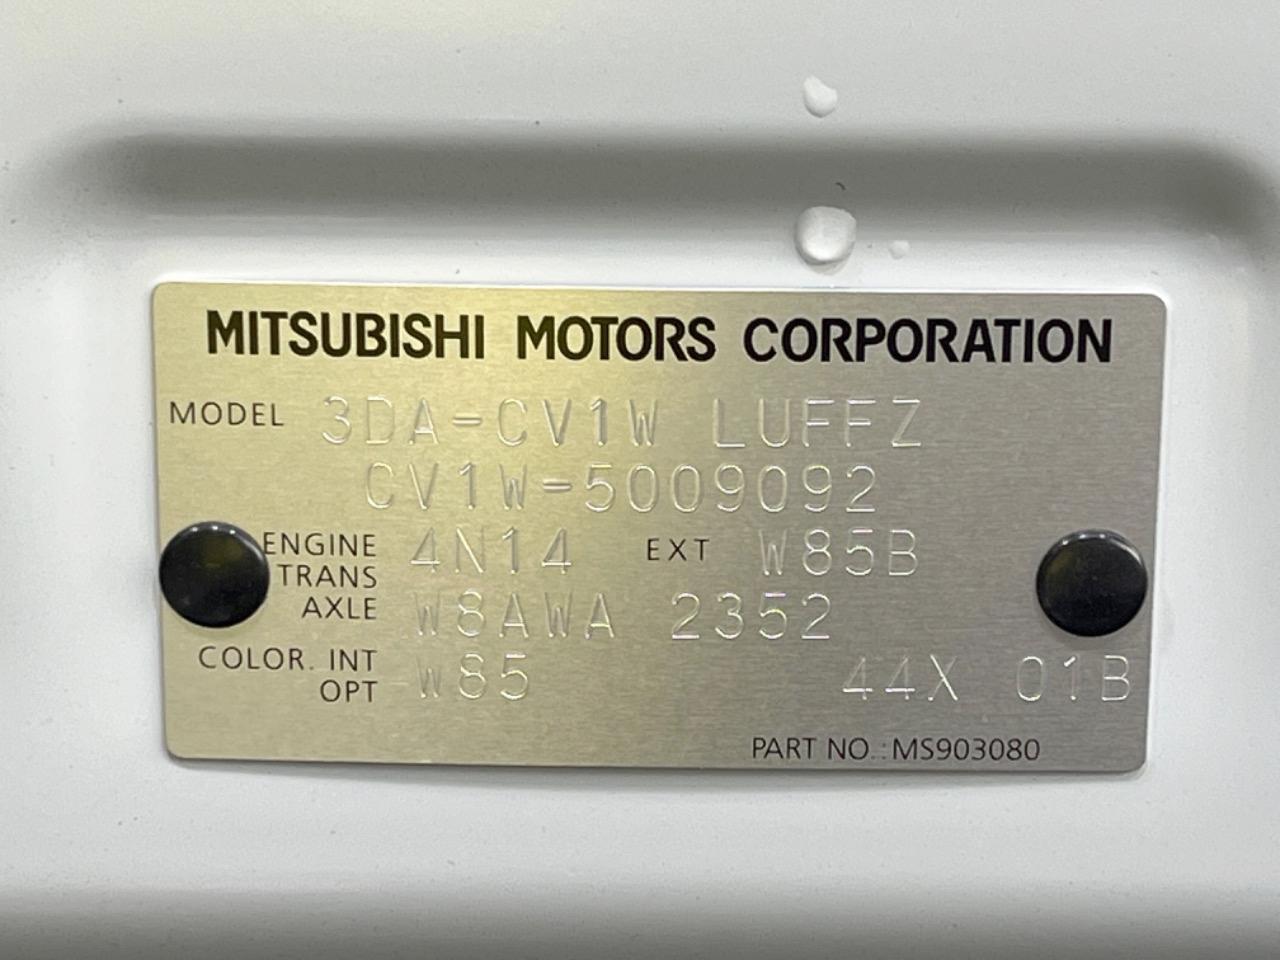 MITSUBISHI MOTORS CORPORATION
MODEL 3DA-CV1W LUFFZ
CV1W-5009092
ENGINE 4N14 EXT W85B
TRANS
AXLE W8AWA 2352
COLOR. INT W85 44X 01B
OPT
PART NO.:MS903080